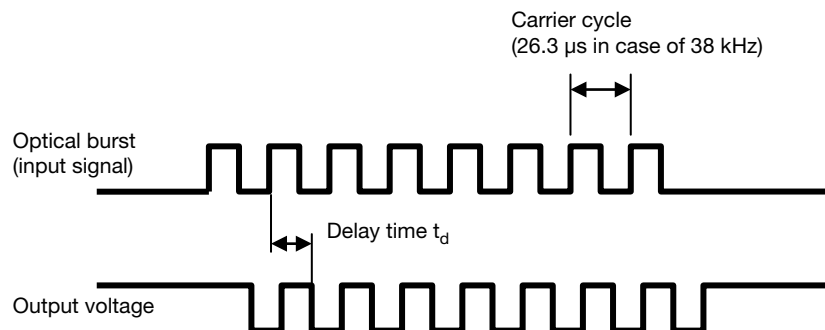 Carrier cycle
(26.3 μs in case of 38 kHz)
Optical burst
(input signal)
Delay time td
Output voltage